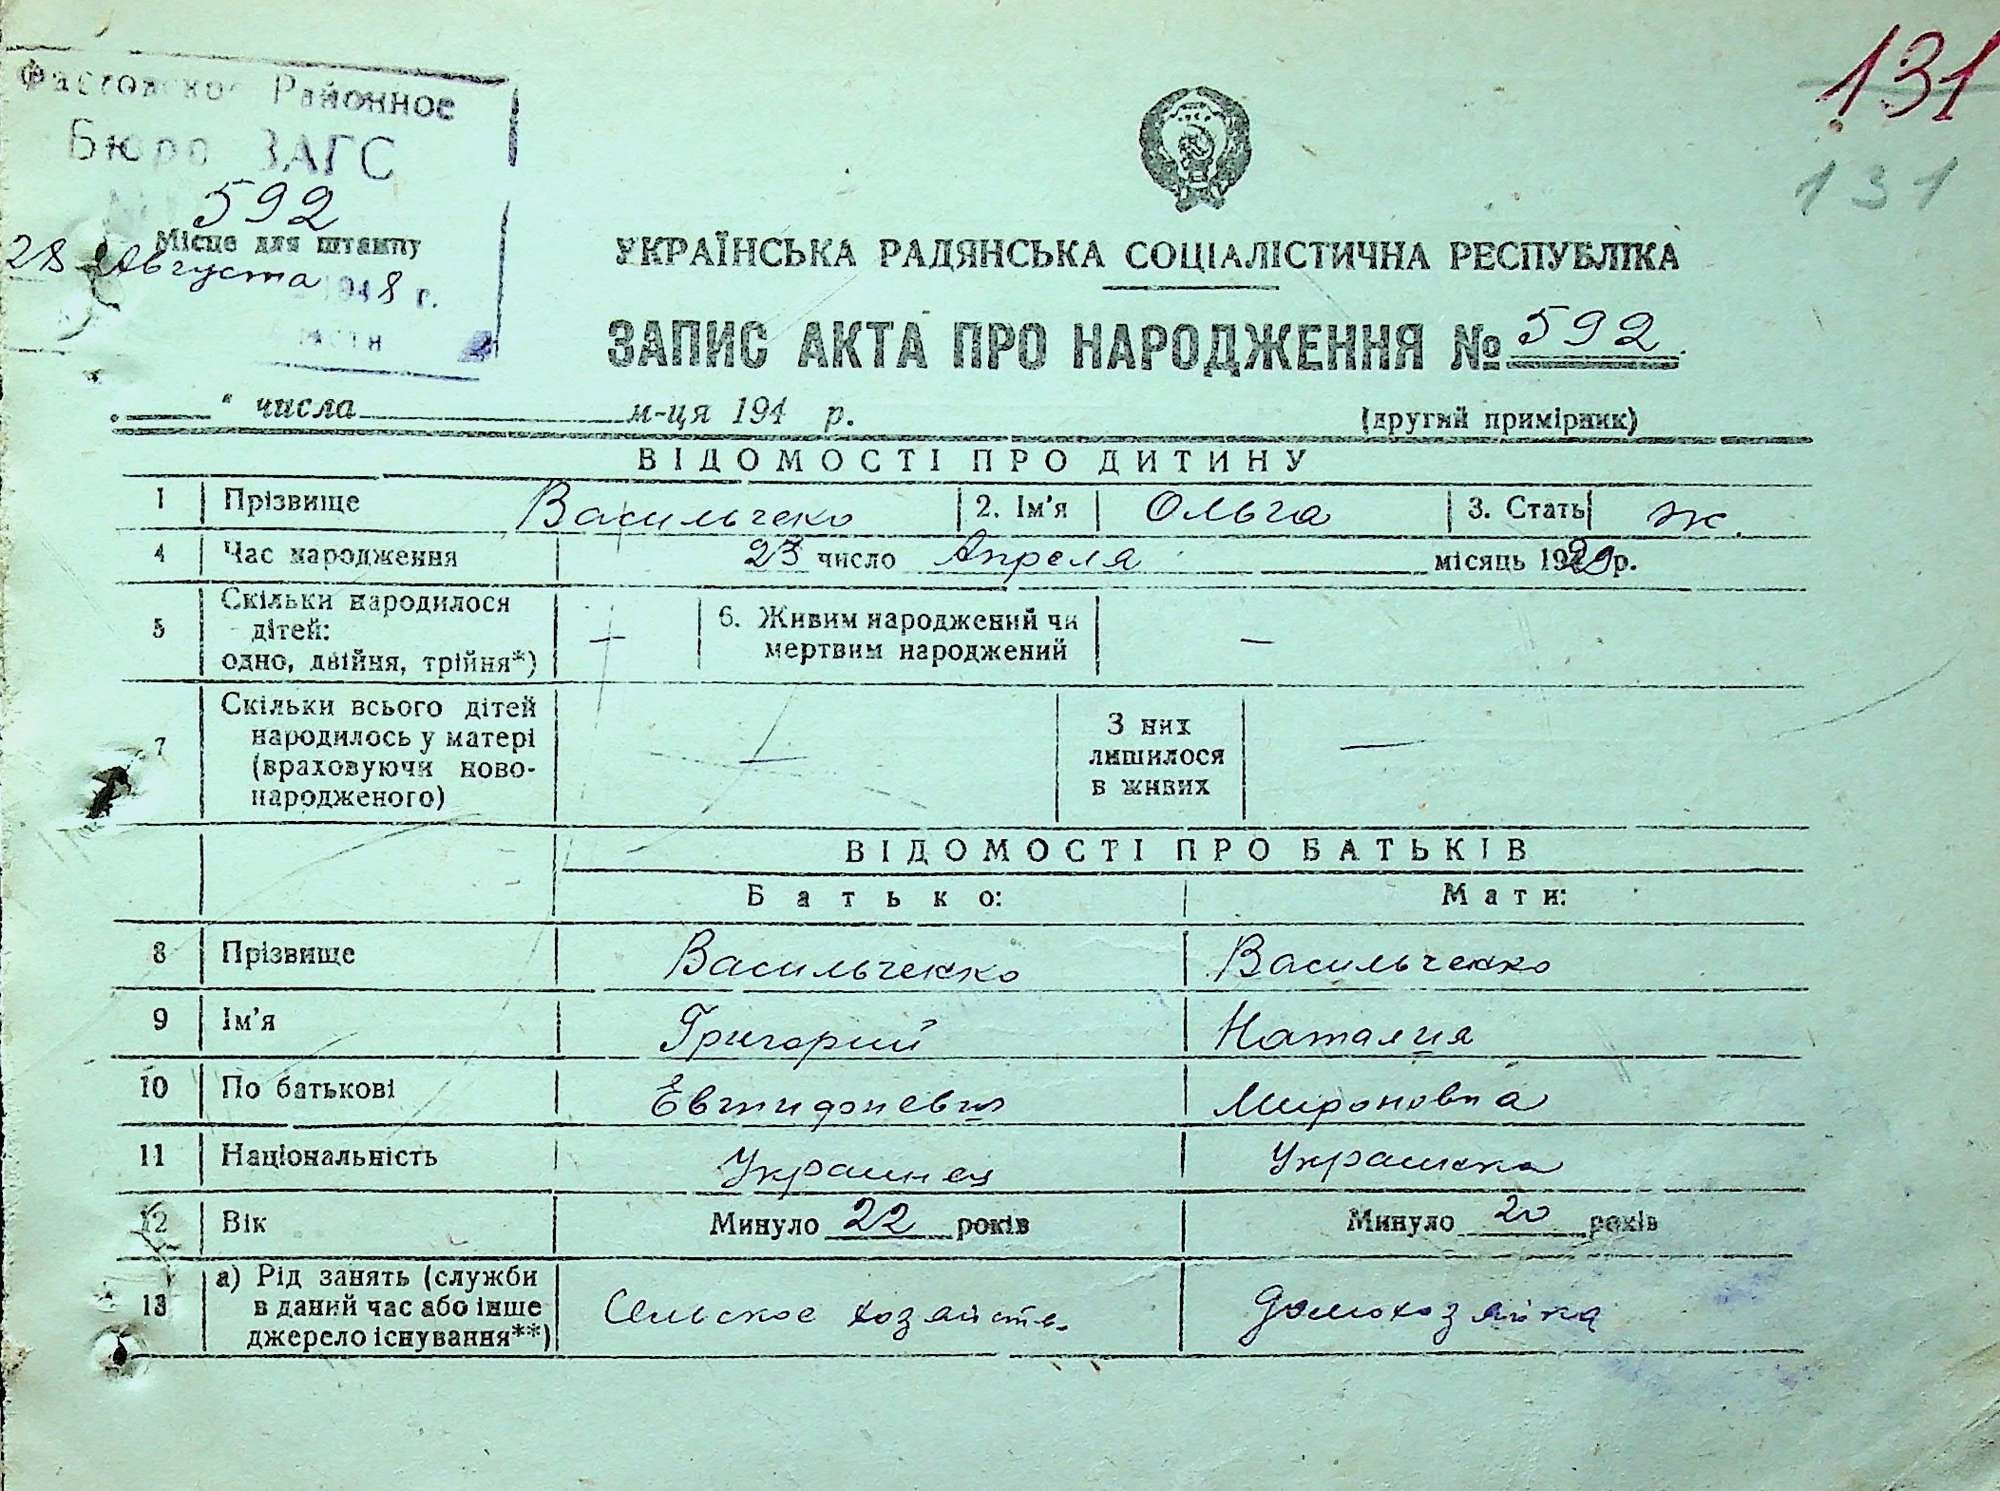 131
131
Фастовское Районное
Бюро ЗАГС
592
Місце для штампу
28 Августа 1948 г.
УКРАЇНСЬКА РАДЯНСЬКА СОЦІАЛІСТИЧНА РЕСПУБЛІКА
ЗАПИС АКТА ПРО НАРОДЖЕННЯ № 592
" числа м-ця 194 р. (другий примірник)
ВІДОМОСТІ ПРО ДИТИНУ
1 Прізвище Васильчеко 2. Ім'я Ольга 3. Стать ж.
4 Час народження 23 число Апреля місяць 1929 р.
5 Скільки народилося дітей: одно, двійня, трійня*) — 6. Живим народжений чи мертвим народжений —
7 Скільки всього дітей народилось у матері (враховуючи ново-народженого) — З них лишилося в живих —
ВІДОМОСТІ ПРО БАТЬКІВ
Батько: Мати:
8 Прізвище Васильченко Васильченко
9 Ім'я Григорий Наталия
10 По батькові Мироновна
11 Національність Украинец Украинка
12 Вік Минуло 22 років Минуло 20 років
13 а) Рід занять (служби в даний час або інше джерело існування**) Сельское хозяйств. домохозяйка